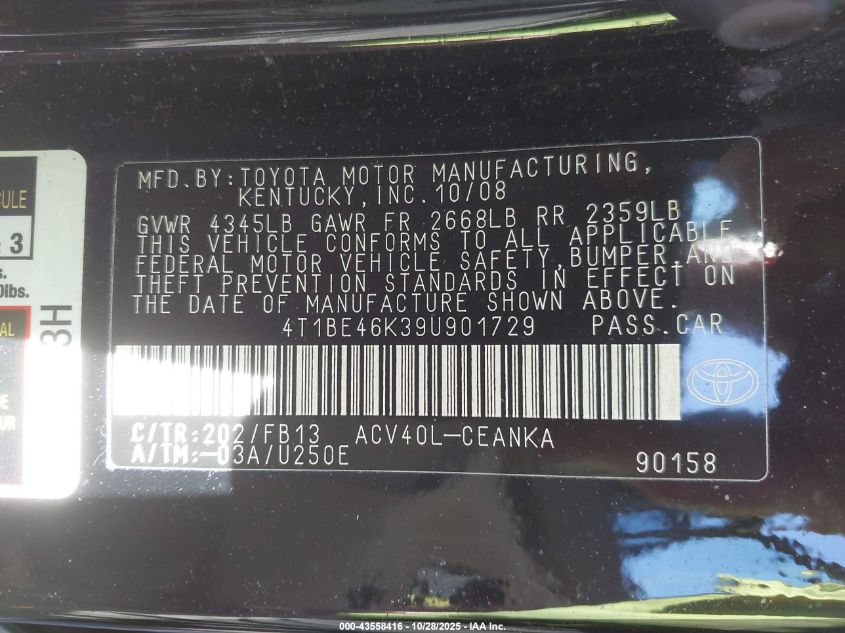 MFD. BY: TOYOTA MOTOR MANUFACTURING,
KENTUCKY, INC. 10/08
GVWR 4345LB GAWR FR 2668LB RR 2359LB
THIS VEHICLE CONFORMS TO ALL APPLICABLE
FEDERAL MOTOR VEHICLE SAFETY, BUMPER, AND
THEFT PREVENTION STANDARDS IN EFFECT ON
THE DATE OF MANUFACTURE SHOWN ABOVE.
4T1BE46K39U901729 PASS. CAR
C/TR: 202/FB13 ACV40L-CEANKA
A/TM: -03A/U250E
90158
3
lbs.
3H
000-43558416 - 10/28/2025 - IAA Inc.